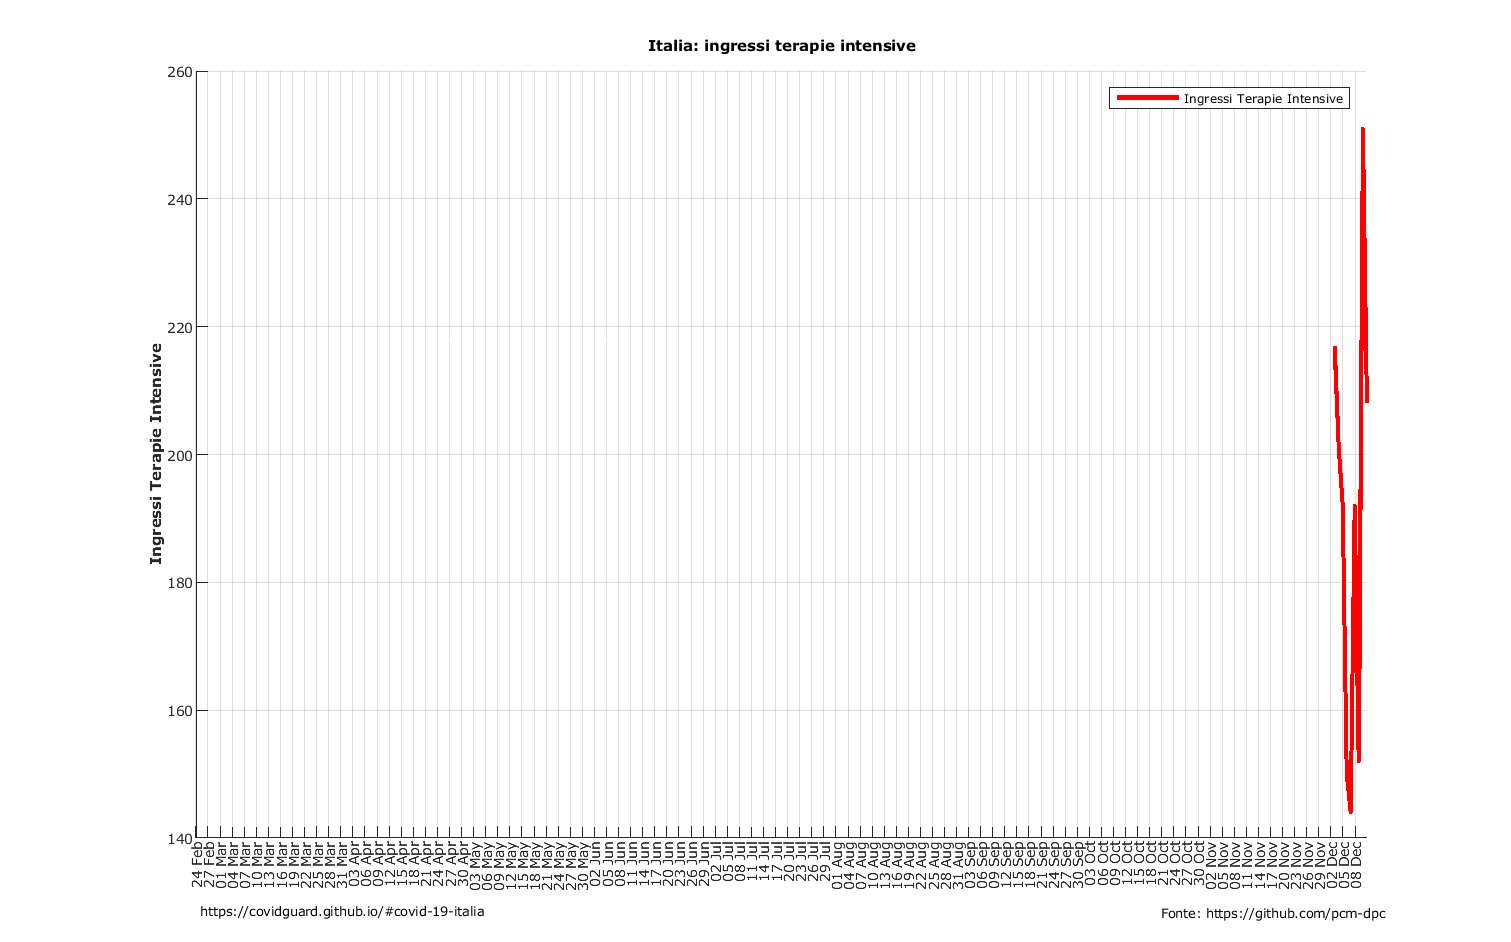 Italia: ingressi terapie intensive
Ingressi Terapie Intensive
Ingressi Terapie Intensive
260
240
220
200
180
160
140
24 Feb
27 Feb
01 Mar
04 Mar
07 Mar
10 Mar
13 Mar
16 Mar
19 Mar
22 Mar
25 Mar
28 Mar
31 Mar
03 Apr
06 Apr
09 Apr
12 Apr
15 Apr
18 Apr
21 Apr
24 Apr
27 Apr
30 Apr
03 May
06 May
09 May
12 May
15 May
18 May
21 May
24 May
27 May
30 May
02 Jun
05 Jun
08 Jun
11 Jun
14 Jun
17 Jun
20 Jun
23 Jun
26 Jun
29 Jun
02 Jul
05 Jul
08 Jul
11 Jul
14 Jul
17 Jul
20 Jul
23 Jul
26 Jul
29 Jul
01 Aug
04 Aug
07 Aug
10 Aug
13 Aug
16 Aug
19 Aug
22 Aug
25 Aug
28 Aug
31 Aug
03 Sep
06 Sep
09 Sep
12 Sep
15 Sep
18 Sep
21 Sep
24 Sep
27 Sep
30 Sep
03 Oct
06 Oct
09 Oct
12 Oct
15 Oct
18 Oct
21 Oct
24 Oct
27 Oct
30 Oct
02 Nov
05 Nov
08 Nov
11 Nov
14 Nov
17 Nov
20 Nov
23 Nov
26 Nov
29 Nov
02 Dec
05 Dec
08 Dec
https://covidguard.github.io/#covid-19-italia
Fonte: https://github.com/pcm-dpc